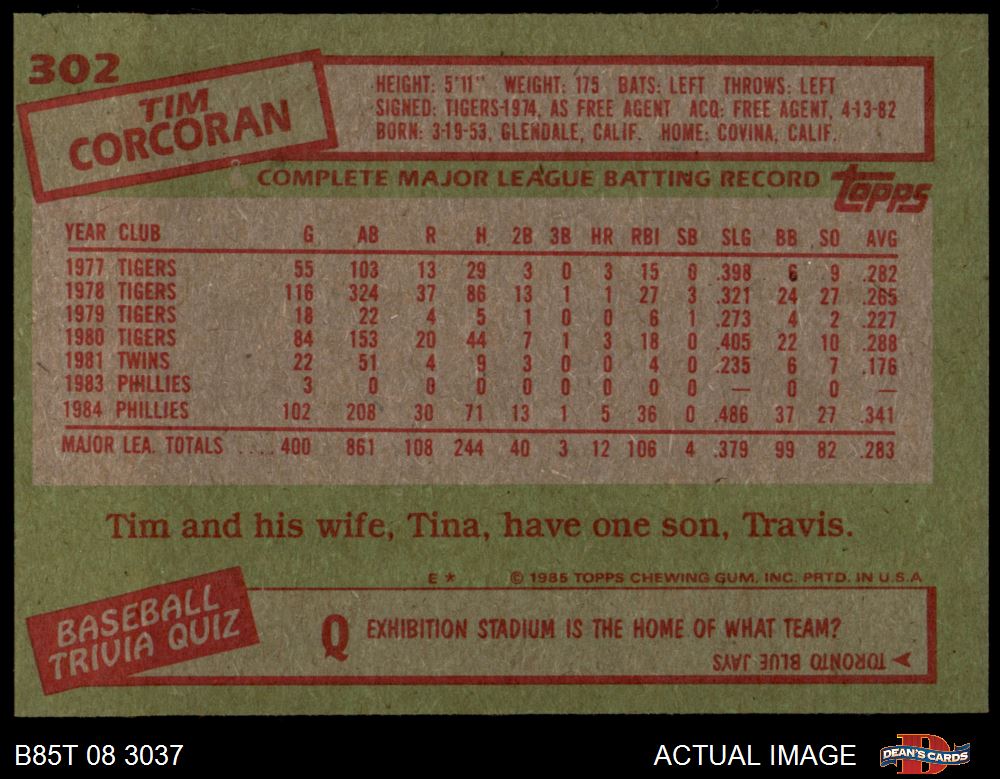 302
TIM
CORCORAN
HEIGHT: 5'11" WEIGHT: 175 BATS: LEFT THROWS: LEFT
SIGNED: TIGERS-1974, AS FREE AGENT ACQ: FREE AGENT, 4-13-82
BORN: 3-19-53, GLENDALE, CALIF. HOME: COVINA, CALIF.
COMPLETE MAJOR LEAGUE BATTING RECORD topps
YEAR CLUB G AB R H 2B 3B HR RBI SB SLG BB SO AVG
1977 TIGERS 55 103 13 29 3 0 3 15 0 .398 6 9 .282
1978 TIGERS 116 324 37 86 13 1 1 27 3 .321 24 27 .265
1979 TIGERS 18 22 4 5 1 0 0 6 1 .273 4 2 .227
1980 TIGERS 84 153 20 44 7 1 3 18 0 .405 22 10 .288
1981 TWINS 22 51 4 9 3 0 0 4 0 .235 6 7 .176
1983 PHILLIES 3 0 0 0 0 0 0 0 0 — 0 0 —
1984 PHILLIES 102 208 30 71 13 1 5 36 0 .486 37 27 .341
MAJOR LEA. TOTALS .... 400 861 108 244 40 3 12 106 4 .379 99 82 .283
Tim and his wife, Tina, have one son, Travis.
E * © 1985 TOPPS CHEWING GUM, INC. PRTD. IN U.S.A
BASEBALL
TRIVIA QUIZ
Q EXHIBITION STADIUM IS THE HOME OF WHAT TEAM?
TORONTO BLUE JAYS
B85T 08 3037 ACTUAL IMAGE DEAN'S CARDS